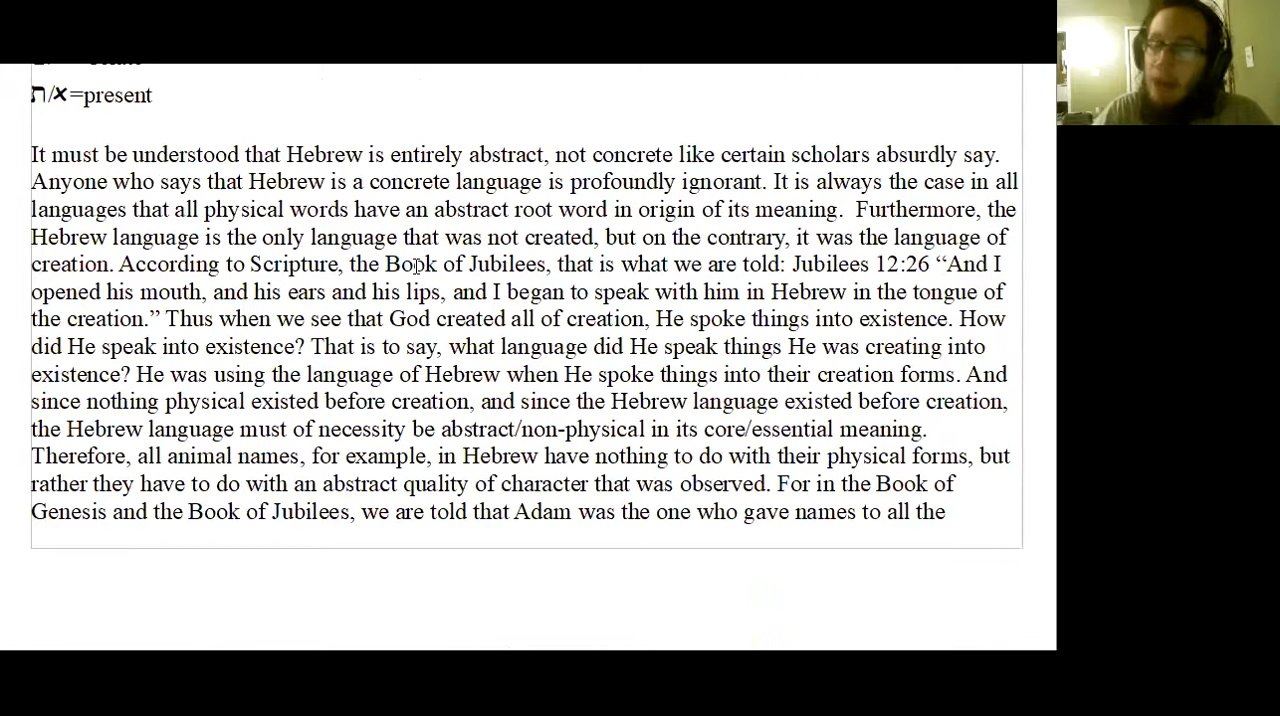 ת/𐤕=present
It must be understood that Hebrew is entirely abstract, not concrete like certain scholars absurdly say.
Anyone who says that Hebrew is a concrete language is profoundly ignorant. It is always the case in all
languages that all physical words have an abstract root word in origin of its meaning.  Furthermore, the
Hebrew language is the only language that was not created, but on the contrary, it was the language of
creation. According to Scripture, the Book of Jubilees, that is what we are told: Jubilees 12:26 “And I
opened his mouth, and his ears and his lips, and I began to speak with him in Hebrew in the tongue of
the creation.” Thus when we see that God created all of creation, He spoke things into existence. How
did He speak into existence? That is to say, what language did He speak things He was creating into
existence? He was using the language of Hebrew when He spoke things into their creation forms. And
since nothing physical existed before creation, and since the Hebrew language existed before creation,
the Hebrew language must of necessity be abstract/non-physical in its core/essential meaning.
Therefore, all animal names, for example, in Hebrew have nothing to do with their physical forms, but
rather they have to do with an abstract quality of character that was observed. For in the Book of
Genesis and the Book of Jubilees, we are told that Adam was the one who gave names to all the